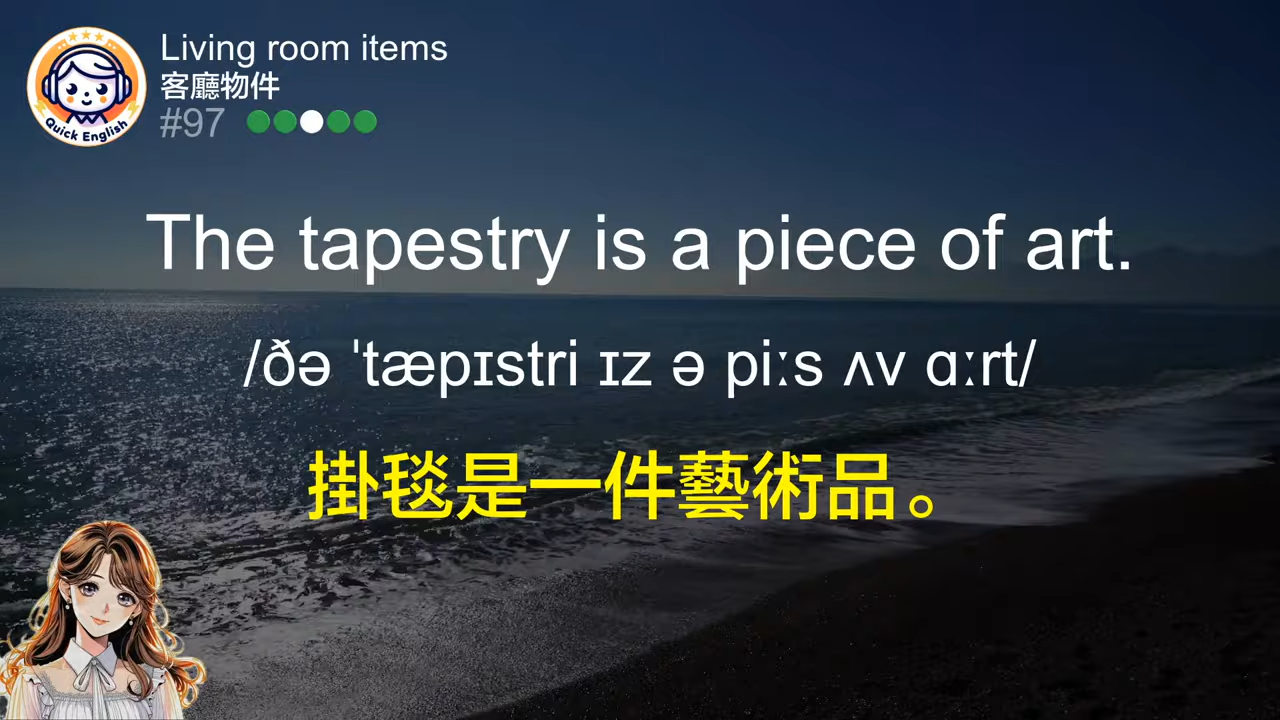 Quick English
Living room items
客廳物件
#97
The tapestry is a piece of art.
/ðə ˈtæpɪstri ɪz ə piːs ʌv ɑːrt/
掛毯是一件藝術品。